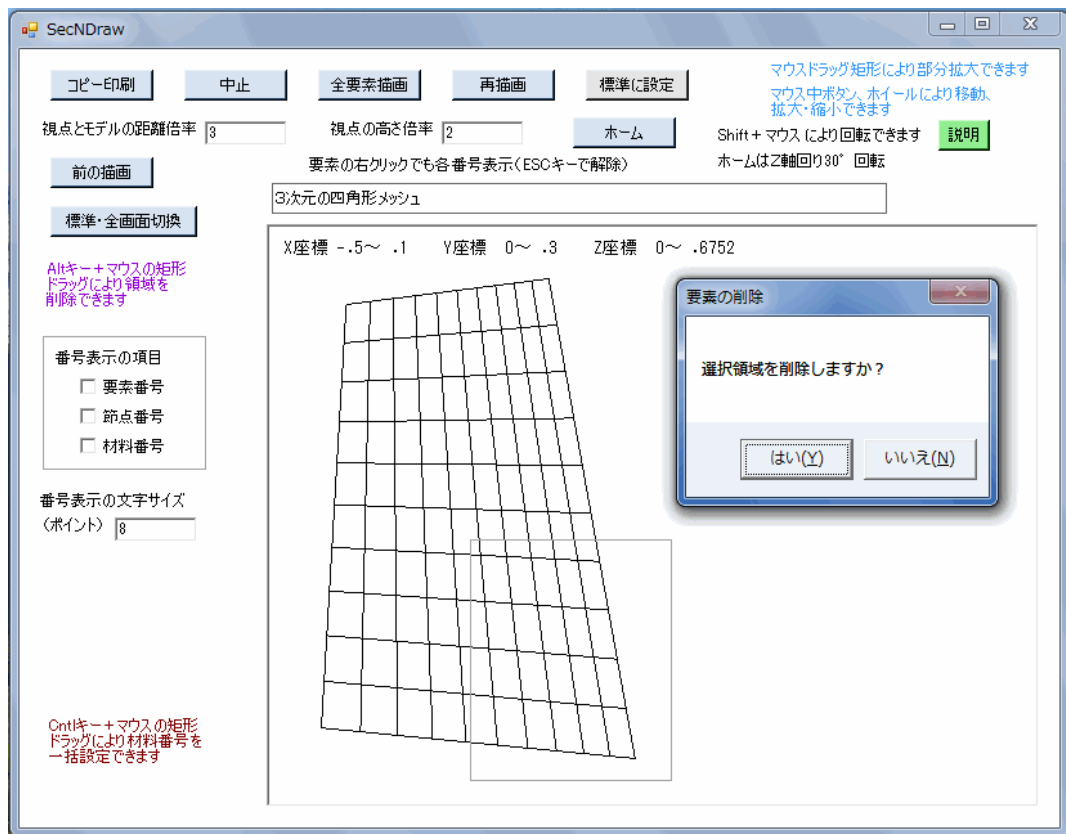 SecNDraw
コピー印刷
中止
全要素描画
再描画
標準に設定
マウスドラッグ矩形により部分拡大できます
マウス中ボタン、ホイールにより移動、
拡大・縮小できます
視点とモデルの距離倍率 3
視点の高さ倍率 2
ホーム
Shift+マウスにより回転できます
説明
前の描画
要素の右クリックでも各番号表示(ESCキーで解除)
ホームはZ軸回り30° 回転
3次元の四角形メッシュ
標準・全画面切換
X座標 -.5~ .1 Y座標 0~ .3 Z座標 0~ .6752
Altキー+マウスの矩形
ドラッグにより領域を
削除できます
要素の削除
選択領域を削除しますか?
はい(Y)
いいえ(N)
番号表示の項目
要素番号
節点番号
材料番号
番号表示の文字サイズ
(ポイント) 8
Cntlキー+マウスの矩形
ドラッグにより材料番号を
一括設定できます